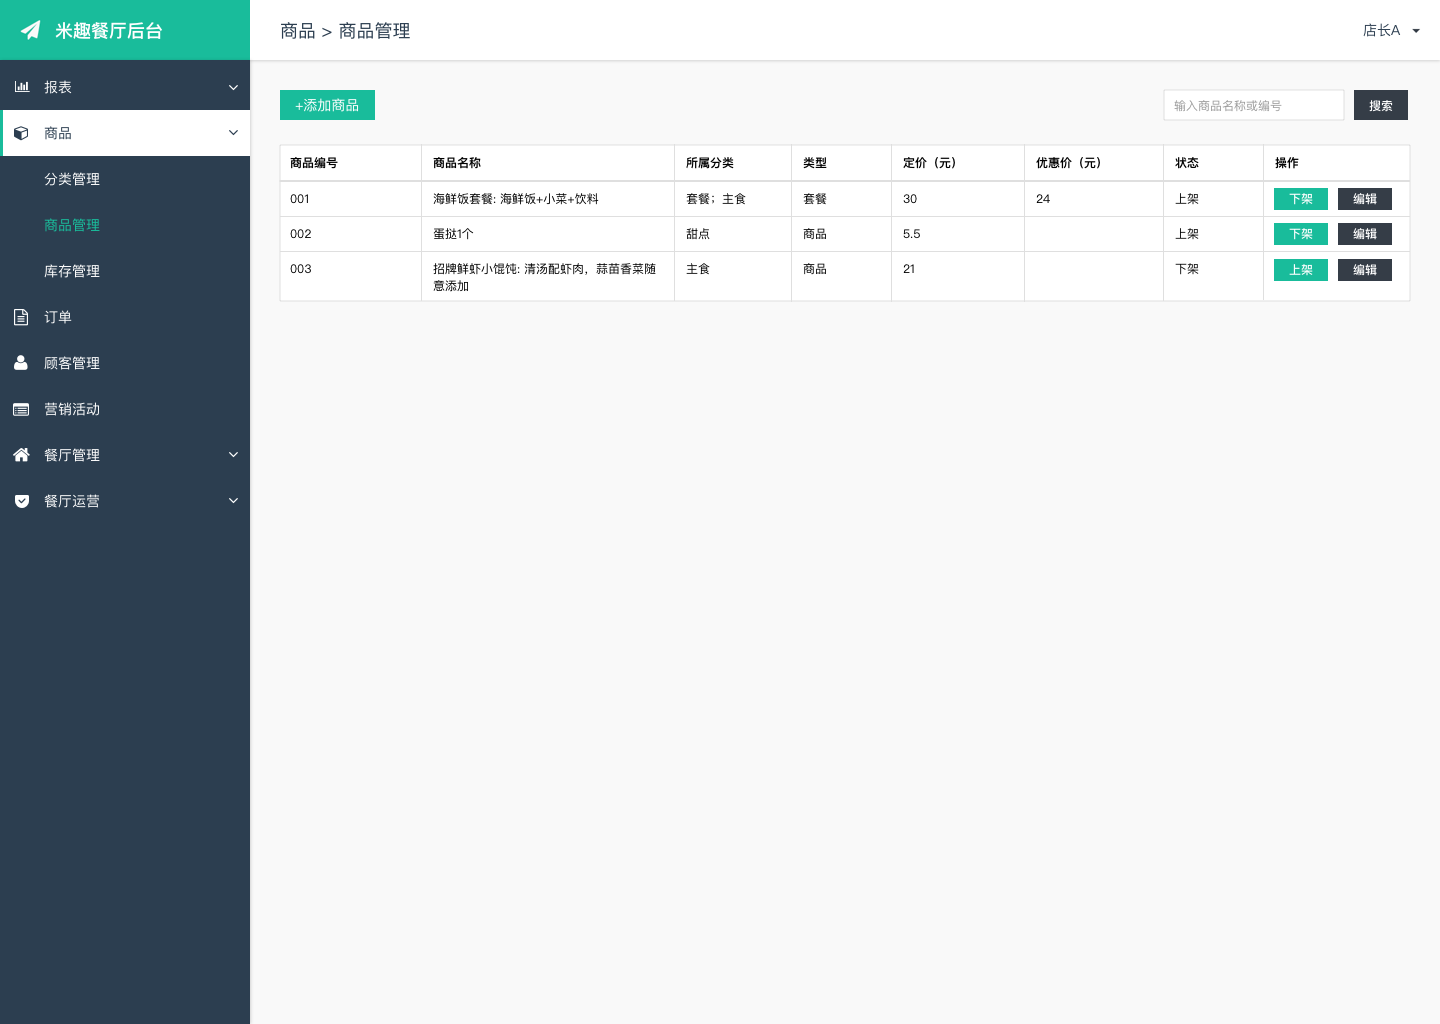 米趣餐厅后台
商品 > 商品管理
店长A
报表
商品
分类管理
商品管理
库存管理
订单
顾客管理
营销活动
餐厅管理
餐厅运营
+添加商品
输入商品名称或编号
搜索
商品编号 商品名称 所属分类 类型 定价（元） 优惠价（元） 状态 操作
001 海鲜饭套餐: 海鲜饭+小菜+饮料 套餐；主食 套餐 30 24 上架 下架 编辑
002 蛋挞1个 甜点 商品 5.5 上架 下架 编辑
003 招牌鲜虾小馄饨: 清汤配虾肉，蒜苗香菜随 主食 商品 21 下架 上架 编辑
意添加